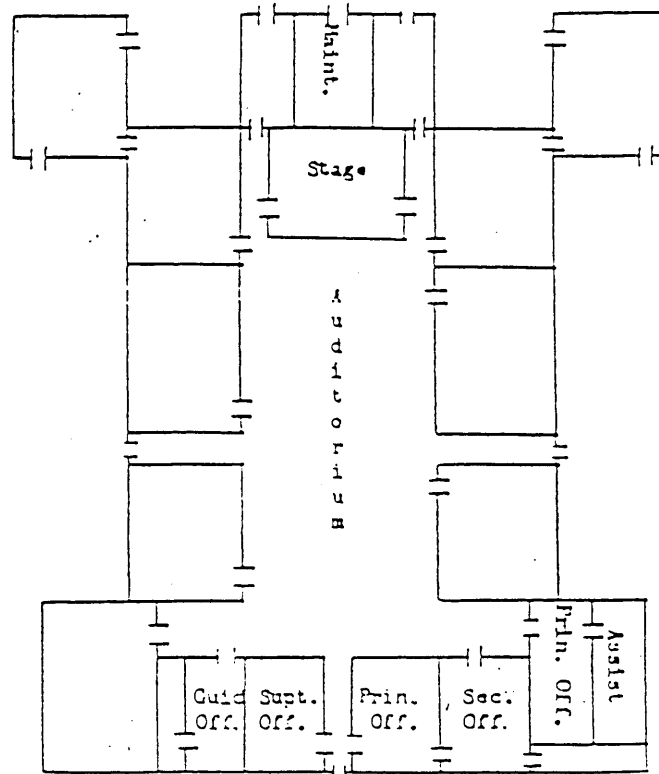 Maint.
Stage
Auditorium
Guid Off.
Supt. Off.
Prin. Off.
Sec. Off.
Prin. Off.
Assist